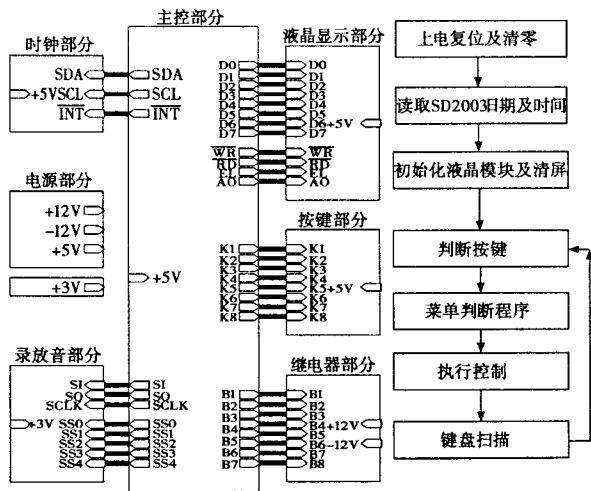 时钟部分
SDA
+5VSCL
INT
电源部分
+12V
-12V
+5V
+3V
录放音部分
SI
SO
SCLK
+3V
SS0
SS1
SS2
SS3
SS4
主控部分
SDA
SCL
INT
+5V
SI
SO
SCLK
SS0
SS1
SS2
SS3
SS4
D0
D1
D2
D3
D4
D5
D6
D7
WR
RD
EL
AO
K1
K2
K3
K4
K5
K6
K7
K8
B1
B2
B3
B4
B5
B6
B7
液晶显示部分
D0
D1
D2
D3
D4
D5
D6+5V
D7
WR
RD
EL
AO
按键部分
K1
K2
K3
K4
K5+5V
K6
K7
K8
继电器部分
B1
B2
B3
B4+12V
B5
B6-12V
B7
B8
上电复位及清零
读取SD2003日期及时间
初始化液晶模块及清屏
判断按键
菜单判断程序
执行控制
键盘扫描